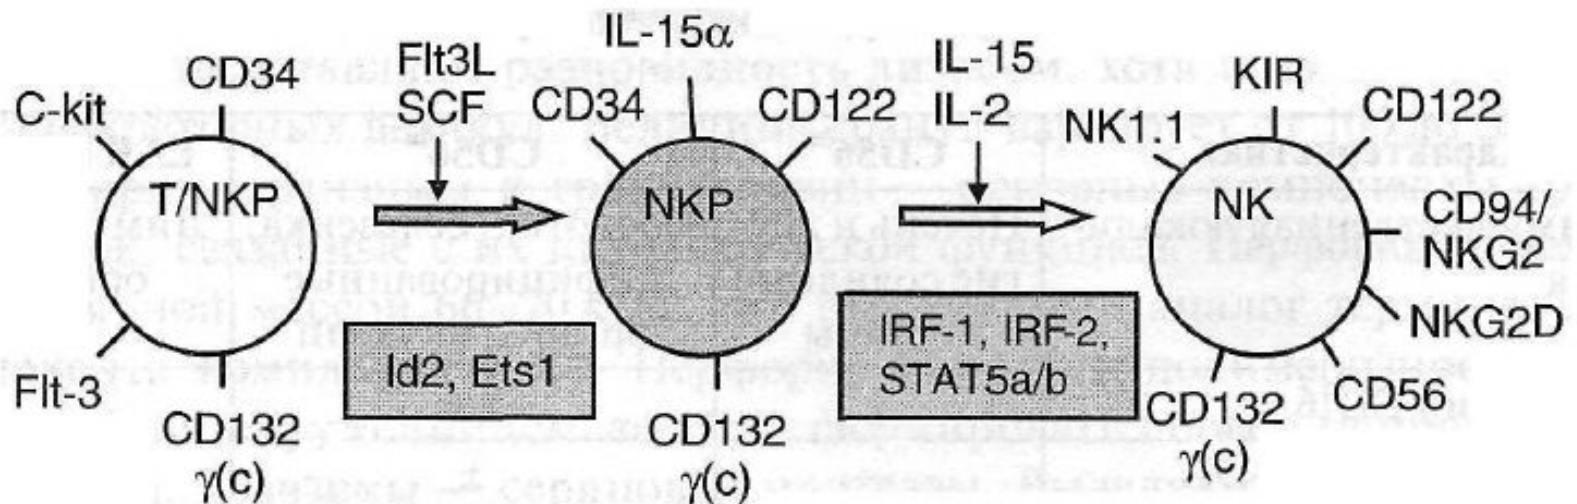 C-kit
CD34
T/NKP
Flt-3
CD132
γ(c)
Flt3L
SCF
Id2, Ets1
IL-15α
CD34
CD122
NKP
CD132
γ(c)
IL-15
IL-2
IRF-1, IRF-2,
STAT5a/b
KIR
NK1.1
CD122
NK
CD94/
NKG2
NKG2D
CD56
CD132
γ(c)